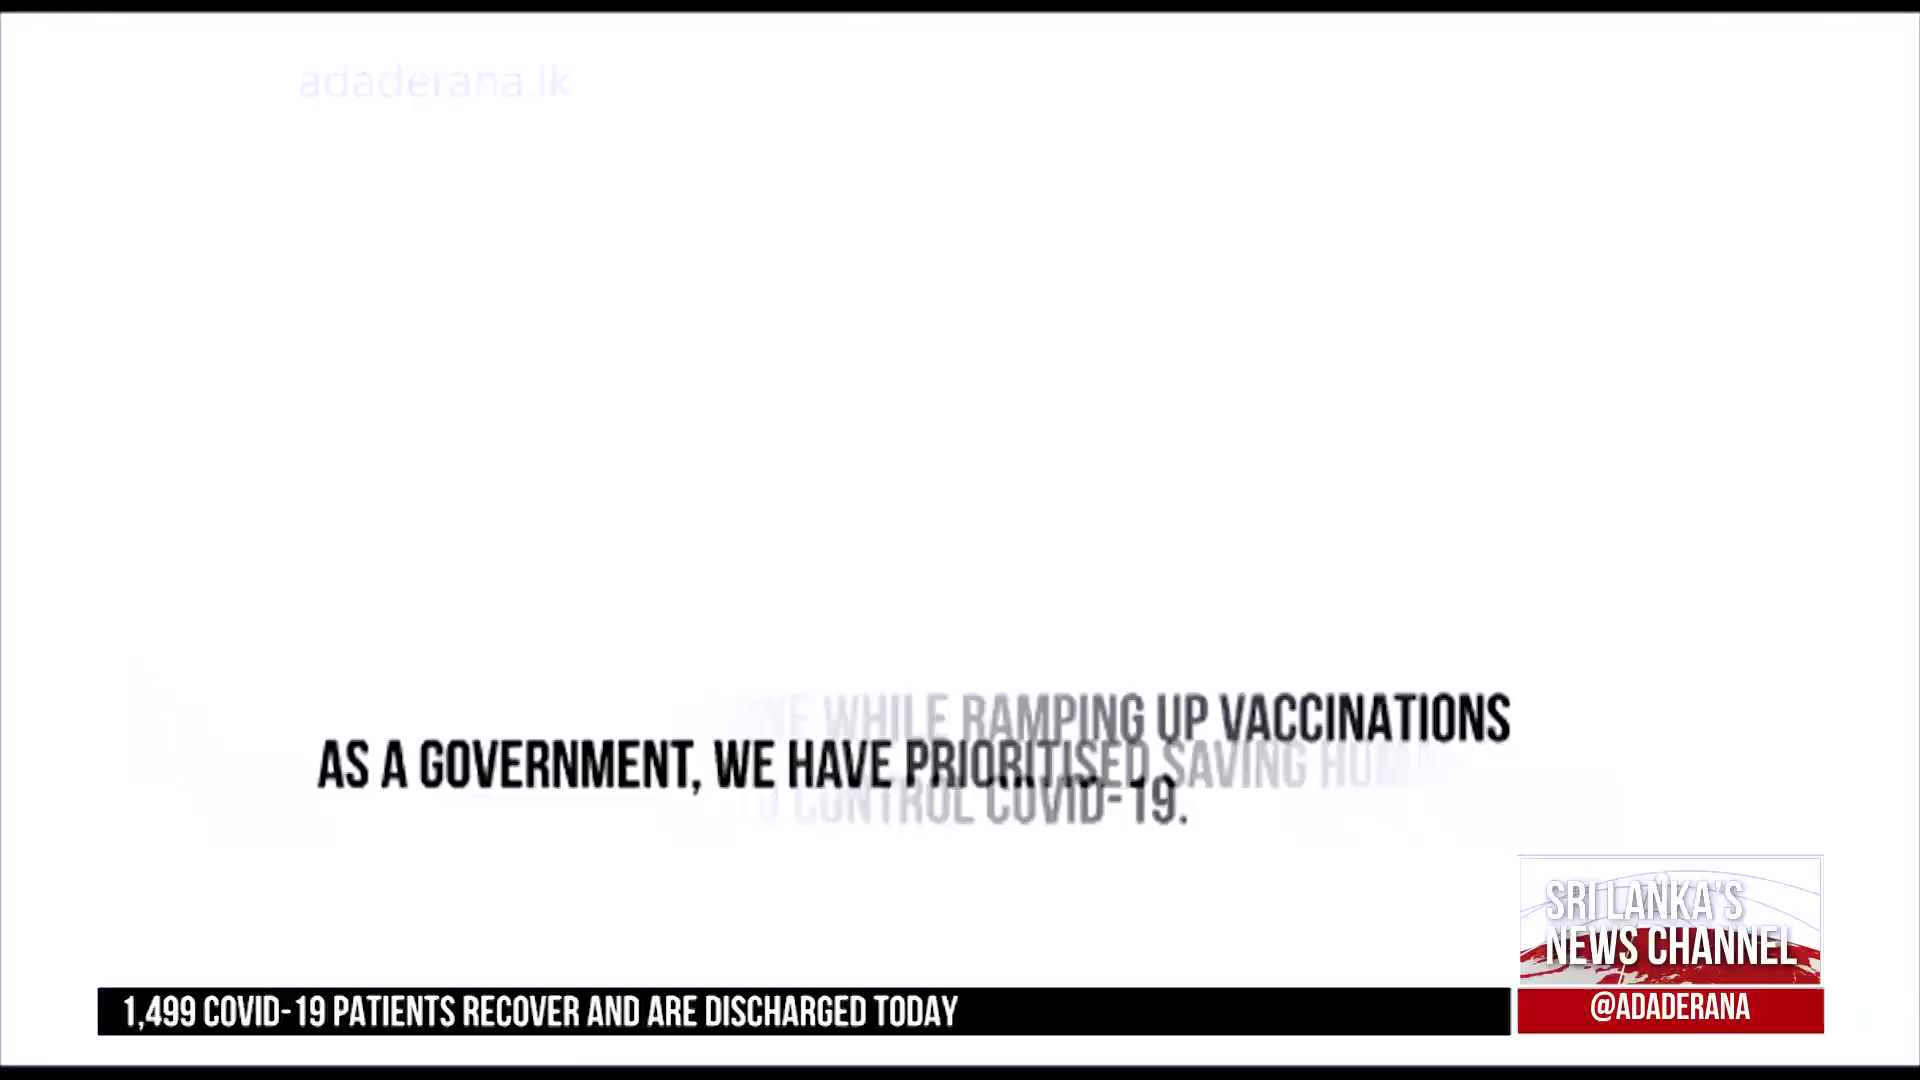 adaderana.lk
WHILE RAMPING UP VACCINATIONS
AS A GOVERNMENT, WE HAVE PRIORITISED SAVING
TO CONTROL COVID-19.
SRI LANKA'S
NEWS CHANNEL
1,499 COVID-19 PATIENTS RECOVER AND ARE DISCHARGED TODAY
@ADADERANA